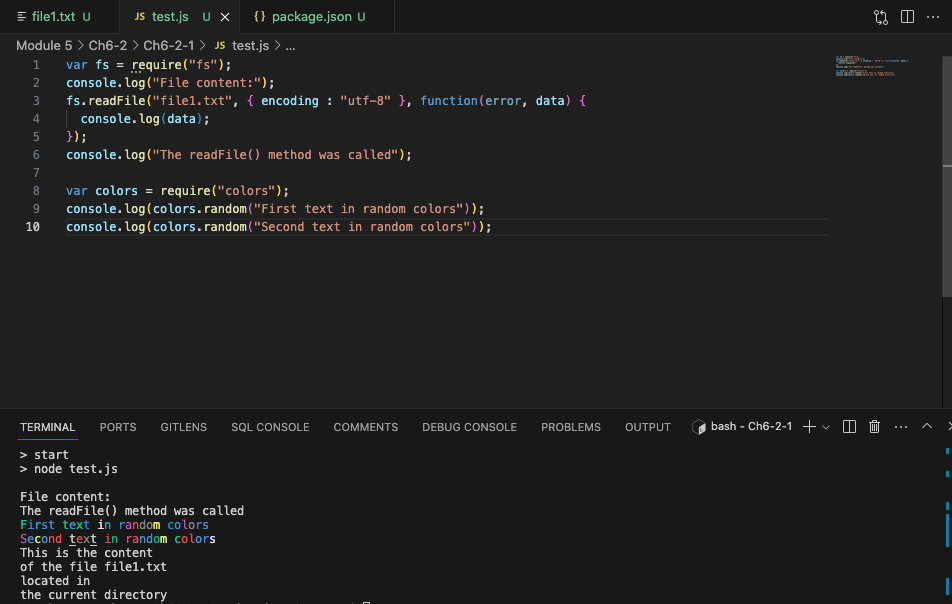 file1.txt U JS test.js U {} package.json U
Module 5 > Ch6-2 > Ch6-2-1 > JS test.js > ...
1 var fs = require("fs");
2 console.log("File content:");
3 fs.readFile("file1.txt", { encoding : "utf-8" }, function(error, data) {
4 console.log(data);
5 });
6 console.log("The readFile() method was called");
7
8 var colors = require("colors");
9 console.log(colors.random("First text in random colors"));
10 console.log(colors.random("Second text in random colors"));
TERMINAL PORTS GITLENS SQL CONSOLE COMMENTS DEBUG CONSOLE PROBLEMS OUTPUT bash - Ch6-2-1
> start
> node test.js
File content:
The readFile() method was called
First text in random colors
Second text in random colors
This is the content
of the file file1.txt
located in
the current directory